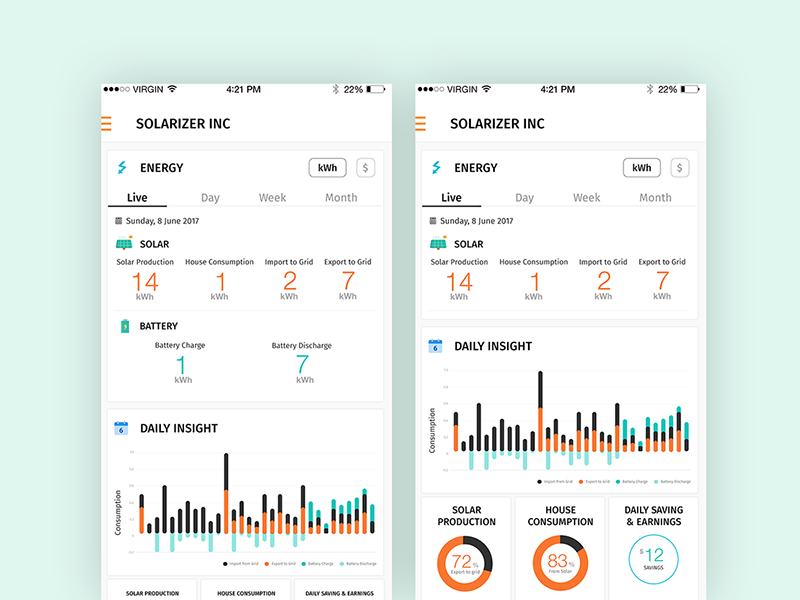 VIRGIN 4:21 PM 22%
SOLARIZER INC
ENERGY kWh $
Live Day Week Month
Sunday, 8 June 2017
SOLAR
Solar Production House Consumption Import to Grid Export to Grid
14 1 2 7
kWh kWh kWh kWh
BATTERY
Battery Charge Battery Discharge
1 7
kWh kWh
6 DAILY INSIGHT
Consumption
Import from Grid Export to Grid Battery Charge Battery Discharge
SOLAR PRODUCTION HOUSE CONSUMPTION DAILY SAVING & EARNINGS
VIRGIN 4:21 PM 22%
SOLARIZER INC
ENERGY kWh $
Live Day Week Month
Sunday, 8 June 2017
SOLAR
Solar Production House Consumption Import to Grid Export to Grid
14 1 2 7
kWh kWh kWh kWh
6 DAILY INSIGHT
Consumption
Import from Grid Export to Grid Battery Charge Battery Discharge
SOLAR
PRODUCTION
72%
Export to grid
HOUSE
CONSUMPTION
83%
From Solar
DAILY SAVING
& EARNINGS
$12
SAVINGS